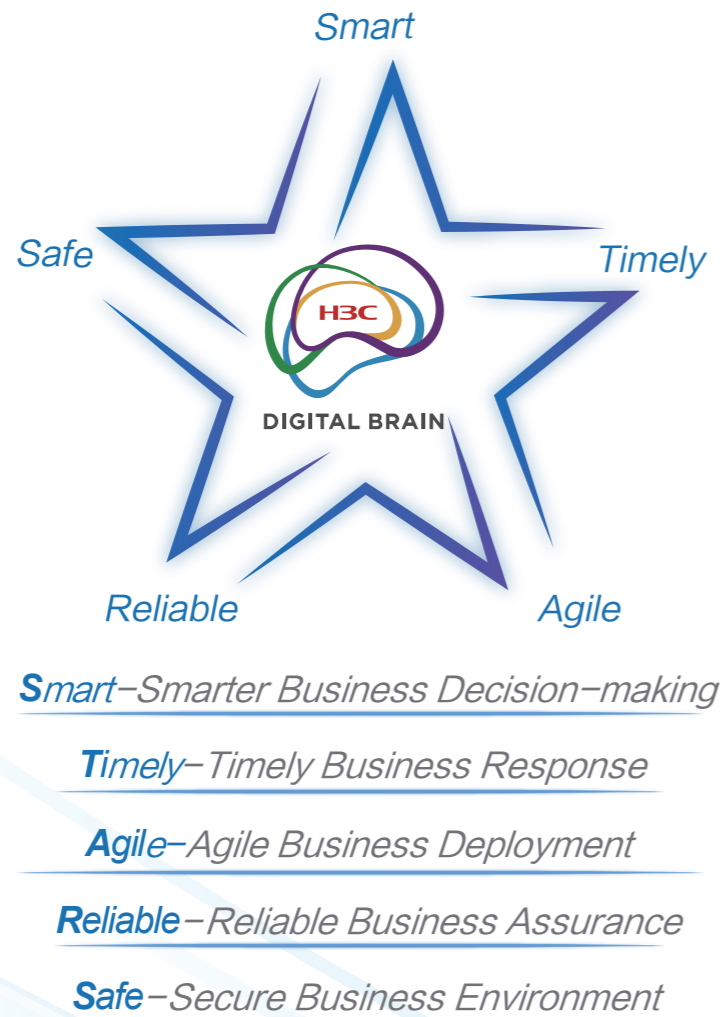 Smart
Safe
Timely
H3C
DIGITAL BRAIN
Reliable
Agile
Smart-Smarter Business Decision-making
Timely-Timely Business Response
Agile-Agile Business Deployment
Reliable-Reliable Business Assurance
Safe-Secure Business Environment